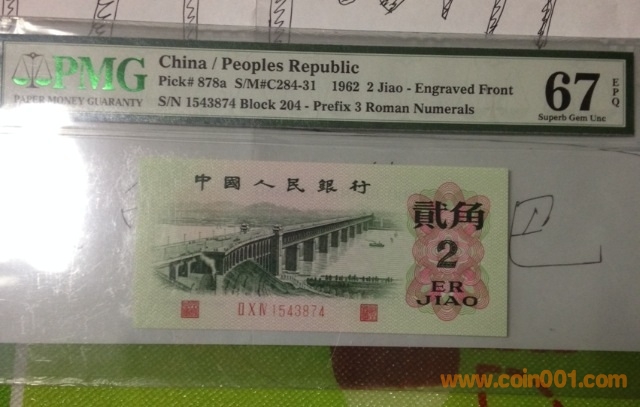 PMG
PAPER MONEY GUARANTY
China / Peoples Republic
Pick# 878a S/M#C284-31 1962 2 Jiao - Engraved Front
S/N 1543874 Block 204 - Prefix 3 Roman Numerals
67 EPQ
Superb Gem Unc
中國人民銀行
貳角
2
ER
JIAO
1543874
www.coin001.com